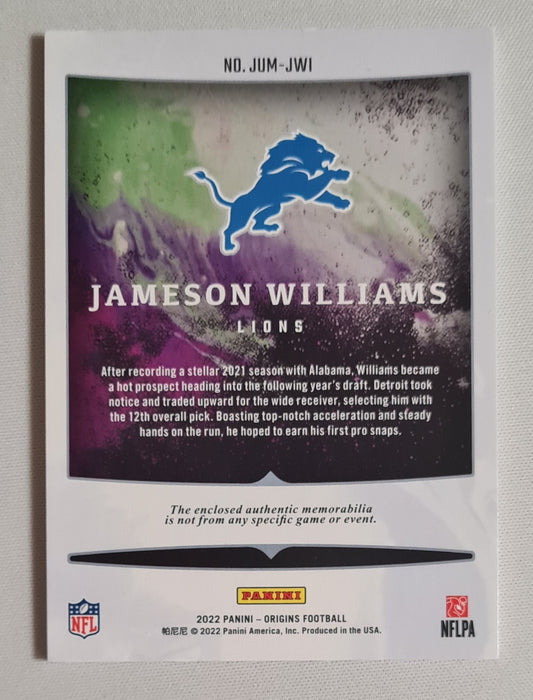 NO. JUM-JWI
JAMESON WILLIAMS
LIONS
After recording a stellar 2021 season with Alabama, Williams became
a hot prospect heading into the following year's draft. Detroit took
notice and traded upward for the wide receiver, selecting him with
the 12th overall pick. Boasting top-notch acceleration and steady
hands on the run, he hoped to earn his first pro snaps.
The enclosed authentic memorabilia
is not from any specific game or event.
PANINI
NFL
2022 PANINI – ORIGINS FOOTBALL
帕尼尼 © 2022 Panini America, Inc. Produced in the USA.
NFLPA